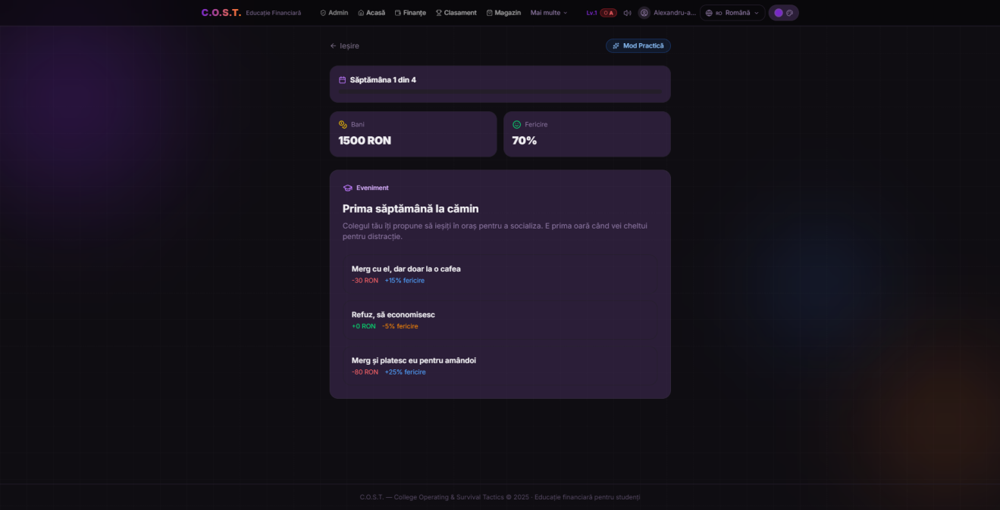 C.O.S.T. Educație Financiară Admin Acasă Finanțe Clasament Magazin Mai multe Lv.1 A Alexandru-a... RO Română
Ieșire
Mod Practică
Săptămâna 1 din 4
Bani
1500 RON
Fericire
70%
Eveniment
Prima săptămână la cămin
Colegul tău îți propune să ieșiți în oraș pentru a socializa. E prima oară când vei cheltui
pentru distracție.
Merg cu el, dar doar la o cafea
-30 RON +15% fericire
Refuz, să economisesc
+0 RON -5% fericire
Merg și platesc eu pentru amândoi
-80 RON +25% fericire
C.O.S.T. — College Operating & Survival Tactics © 2025 · Educație financiară pentru studenți